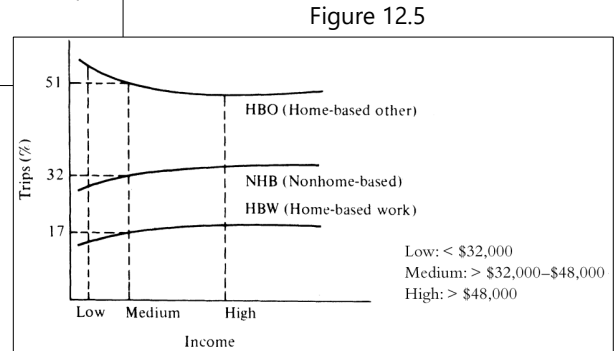 Figure 12.5
Trips (%)
51
32
17
HBO (Home-based other)
NHB (Nonhome-based)
HBW (Home-based work)
Low: < $32,000
Medium: > $32,000–$48,000
High: > $48,000
Low Medium High
Income